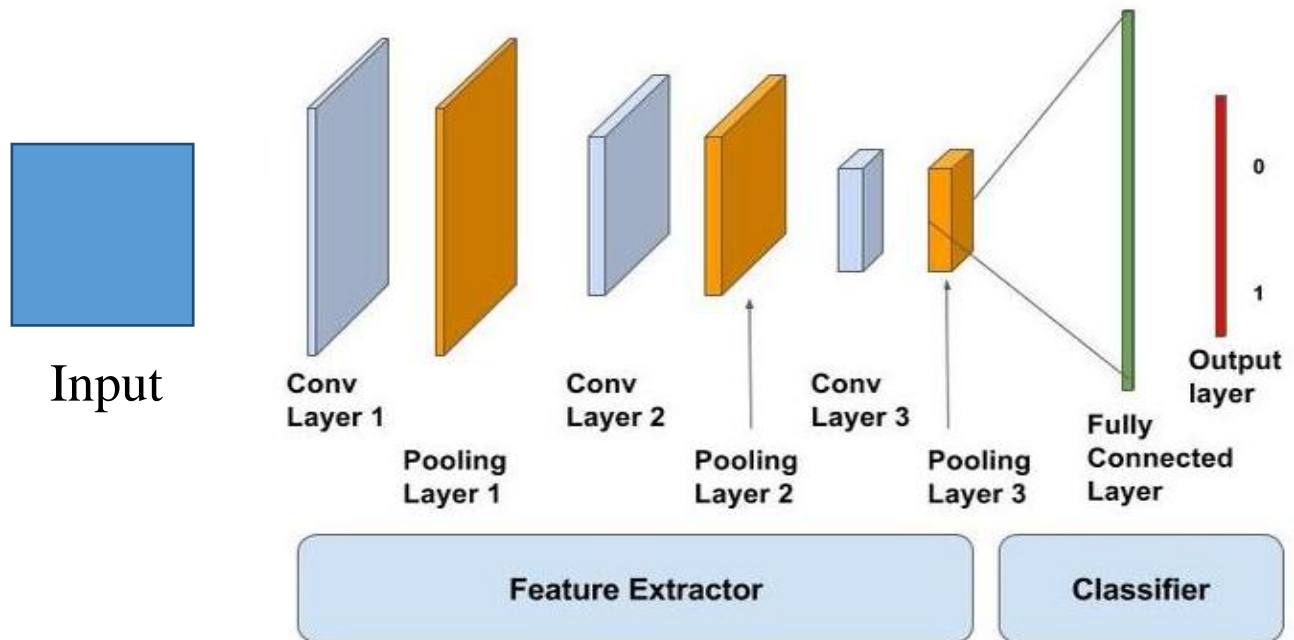 Input
Conv
Layer 1
Pooling
Layer 1
Conv
Layer 2
Pooling
Layer 2
Conv
Layer 3
Pooling
Layer 3
Fully
Connected
Layer
0
1
Output
layer
Feature Extractor
Classifier